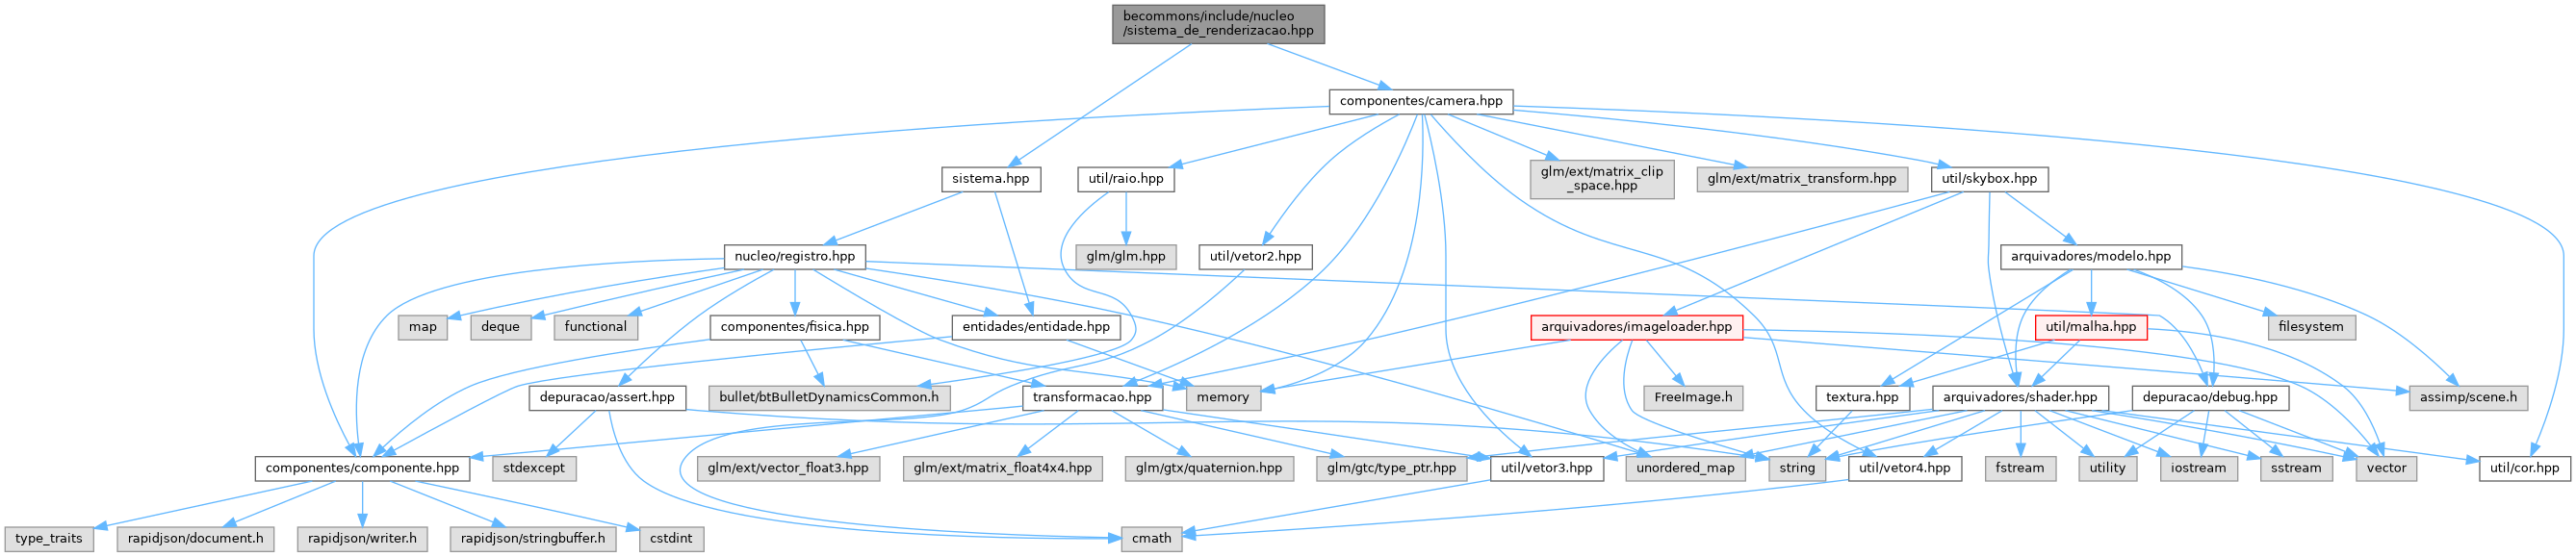 becommons/include/nucleo
/sistema_de_renderizacao.hpp
componentes/camera.hpp
sistema.hpp
util/raio.hpp
glm/ext/matrix_clip
_space.hpp
glm/ext/matrix_transform.hpp
util/skybox.hpp
nucleo/registro.hpp
glm/glm.hpp
util/vetor2.hpp
arquivadores/modelo.hpp
map
deque
functional
componentes/fisica.hpp
entidades/entidade.hpp
arquivadores/imageloader.hpp
util/malha.hpp
filesystem
depuracao/assert.hpp
bullet/btBulletDynamicsCommon.h
transformacao.hpp
memory
FreeImage.h
textura.hpp
arquivadores/shader.hpp
depuracao/debug.hpp
assimp/scene.h
componentes/componente.hpp
stdexcept
glm/ext/vector_float3.hpp
glm/ext/matrix_float4x4.hpp
glm/gtx/quaternion.hpp
glm/gtc/type_ptr.hpp
util/vetor3.hpp
unordered_map
string
util/vetor4.hpp
fstream
utility
iostream
sstream
vector
util/cor.hpp
type_traits
rapidjson/document.h
rapidjson/writer.h
rapidjson/stringbuffer.h
cstdint
cmath